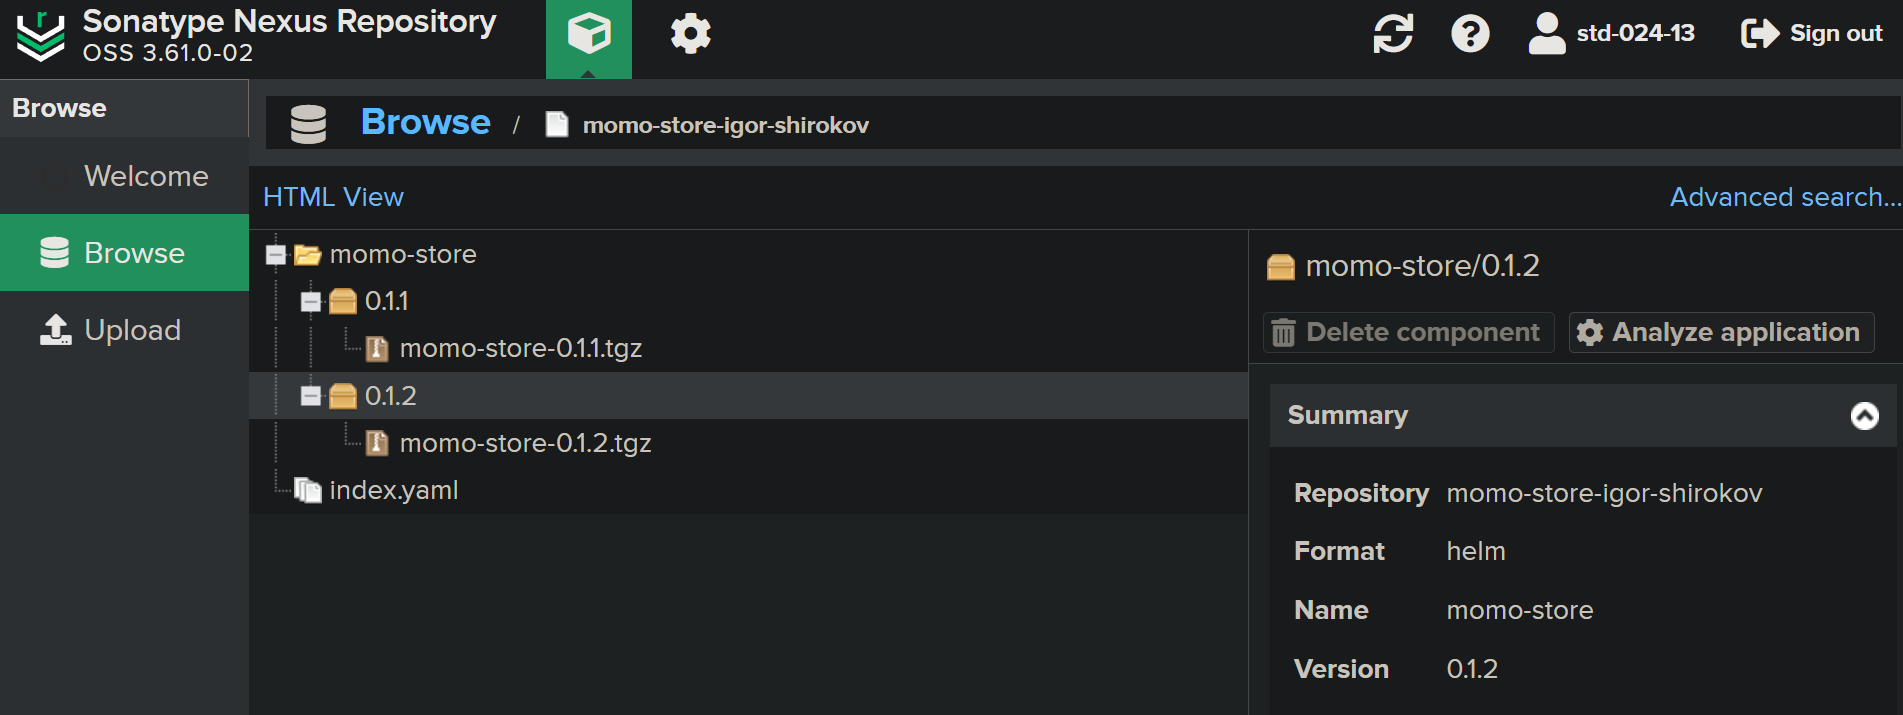 Sonatype Nexus Repository
OSS 3.61.0-02
std-024-13
Sign out
Browse
Welcome
Browse
Upload
Browse / momo-store-igor-shirokov
HTML View
Advanced search...
momo-store
0.1.1
momo-store-0.1.1.tgz
0.1.2
momo-store-0.1.2.tgz
index.yaml
momo-store/0.1.2
Delete component
Analyze application
Summary
Repository momo-store-igor-shirokov
Format helm
Name momo-store
Version 0.1.2